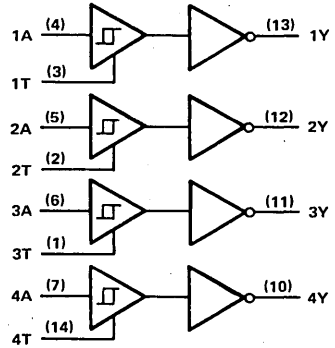 1A (4) (13) 1Y
1T (3)
2A (5) (12) 2Y
2T (2)
3A (6) (11) 3Y
3T (1)
4A (7) (10) 4Y
4T (14)